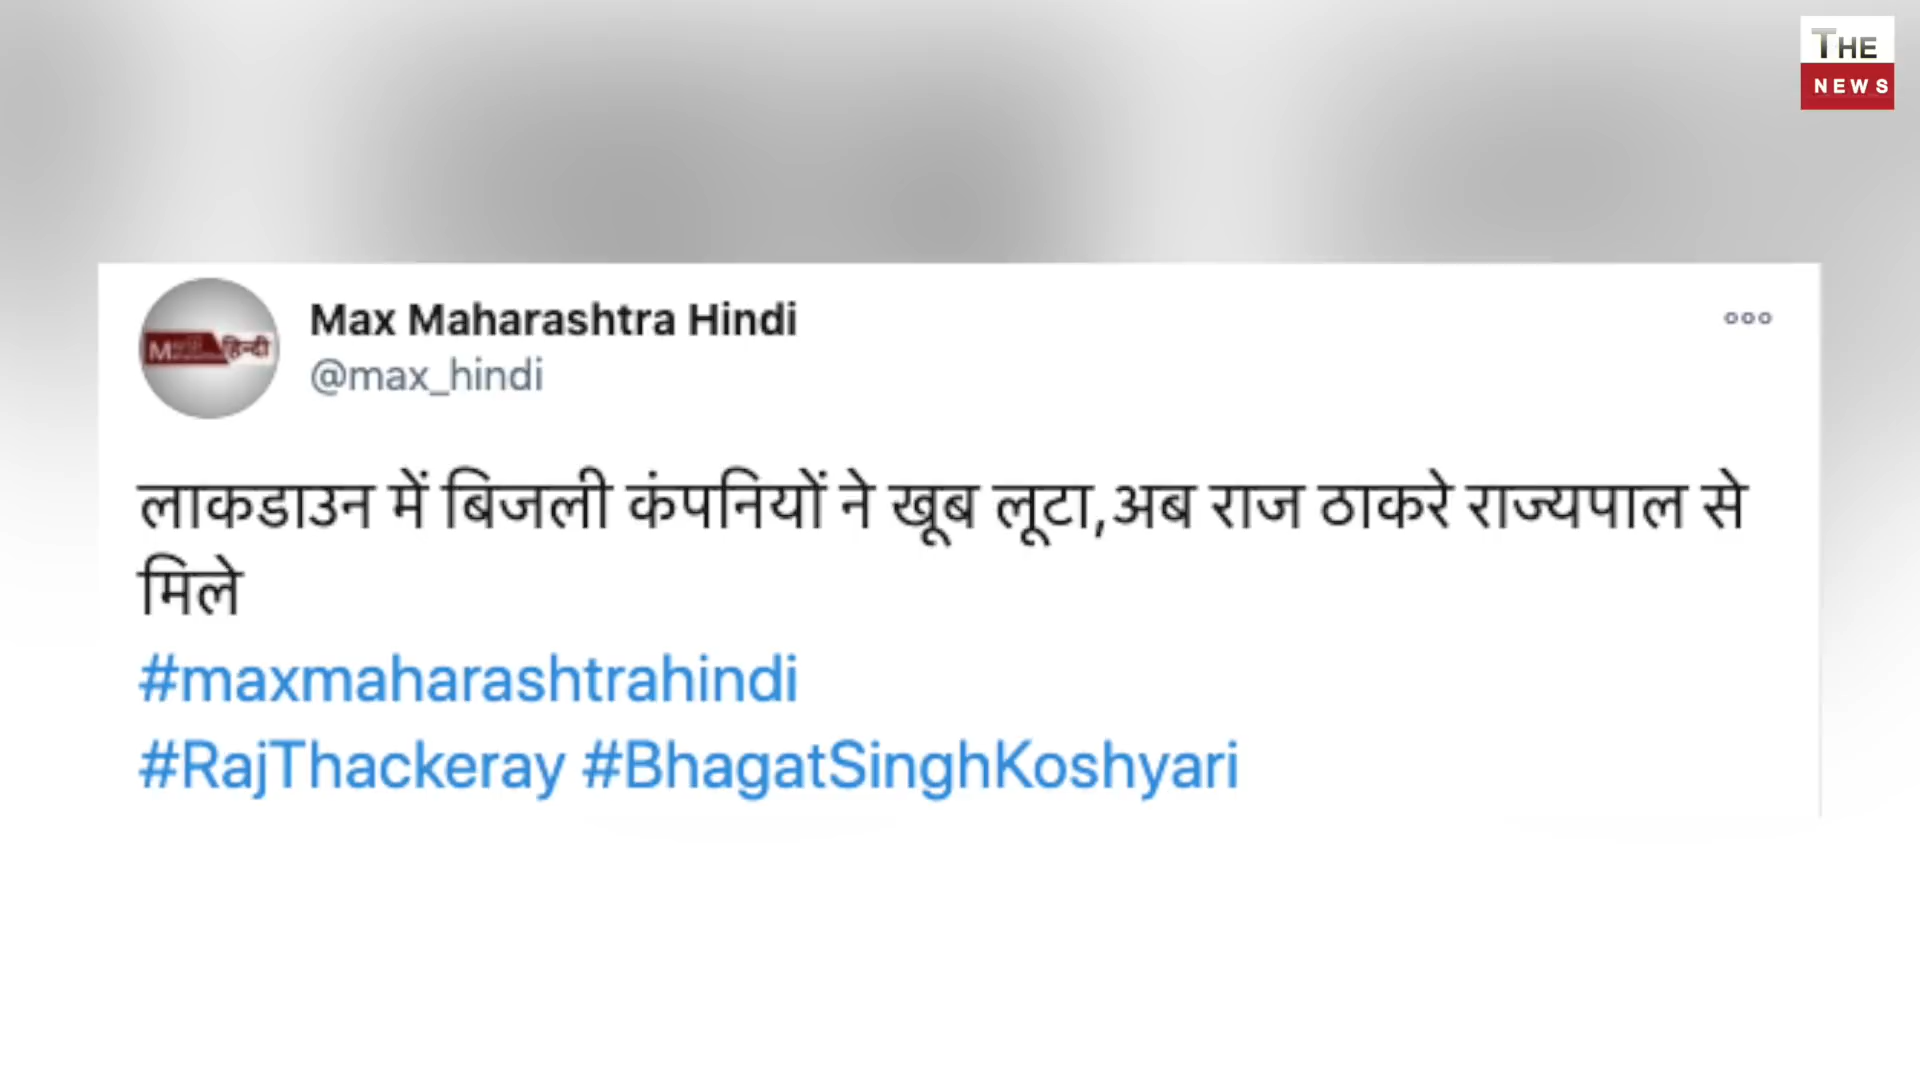 THE
NEWS
Max Maharashtra Hindi
@max_hindi
हिन्दी
लाकडाउन में बिजली कंपनियों ने खूब लूटा,अब राज ठाकरे राज्यपाल से
मिले
#maxmaharashtrahindi
#RajThackeray #BhagatSinghKoshyari